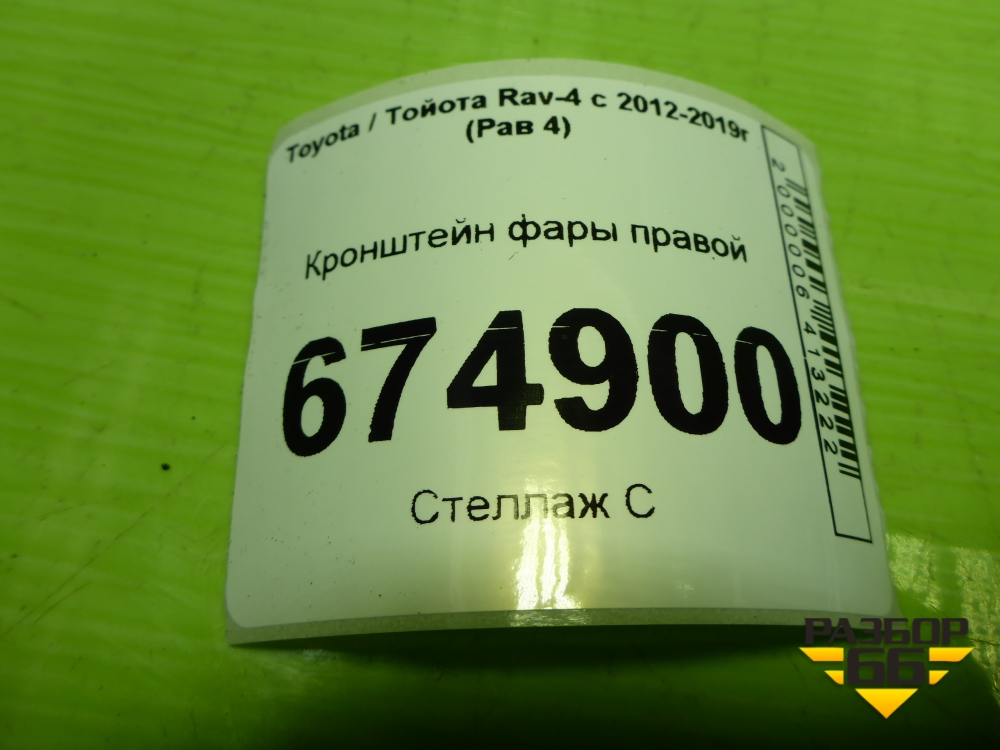 Toyota / Тойота Rav-4 с 2012-2019г
(Рав 4)
Кронштейн фары правой
674900
Стеллаж С
2000006413222
РАЗБОР
66